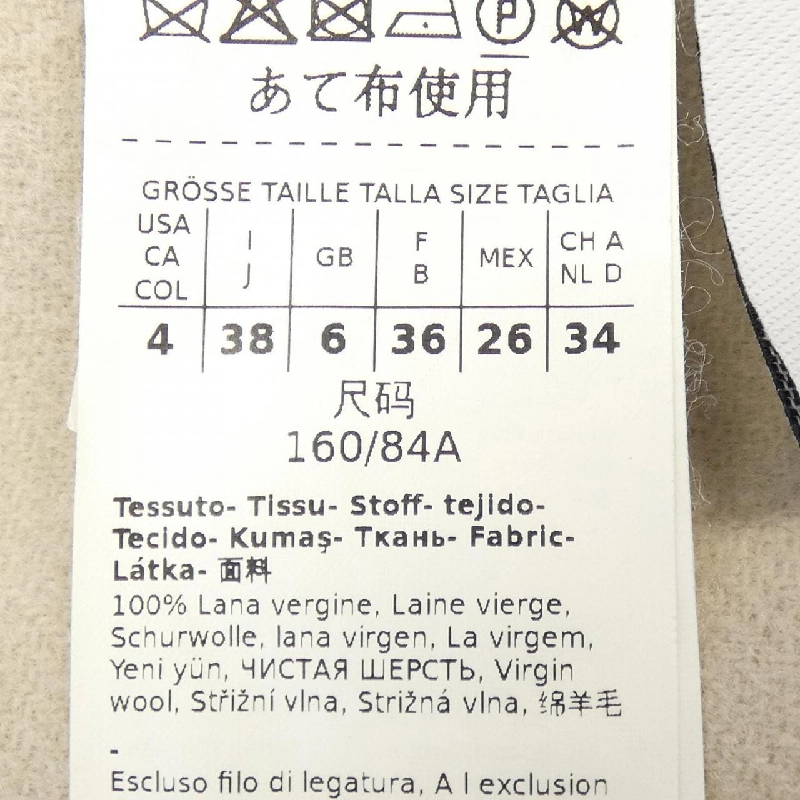 P W
あて布使用
GRÖSSE TAILLE TALLA SIZE TAGLIA
USA CA COL | I J | GB | F B | MEX | CH A NL D
4 | 38 | 6 | 36 | 26 | 34
尺码
160/84A
Tessuto- Tissu- Stoff- tejido-
Tecido- Kumaş- Ткань- Fabric-
Látka- 面料
100% Lana vergine, Laine vierge,
Schurwolle, lana virgen, La virgem,
Yeni yün, ЧИСТАЯ ШЕРСТЬ, Virgin
wool, Střižní vlna, Strižná vlna, 绵羊毛
-
Escluso filo di legatura, A l exclusion